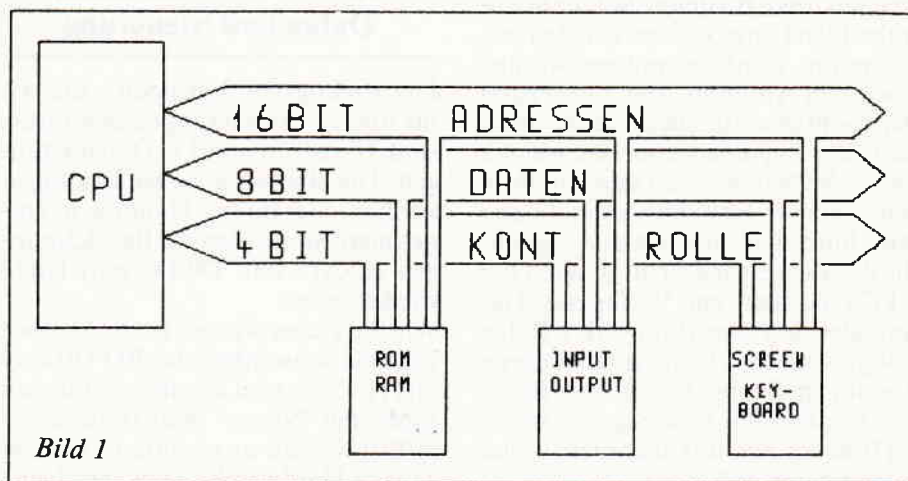 CPU
16BIT ADRESSEN
8BIT DATEN
4BIT KONT ROLLE
ROM
RAM
INPUT
OUTPUT
SCREEN
KEY-
BOARD
Bild 1